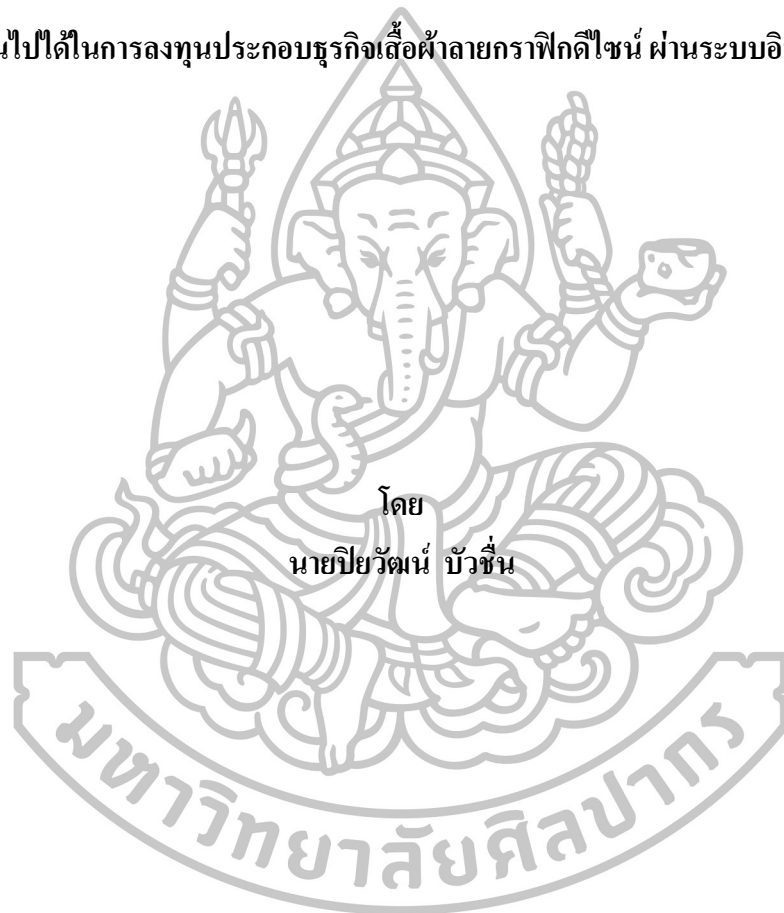 นไปได้ในการลงทุนประกอบธุรกิจเสื้อผ้าลายกราฟิกดีไซน์ ผ่านระบบอิ
โดย
นายปิยวัฒน์ บัวชื่น
มหาวิทยาลัยศิลปากร